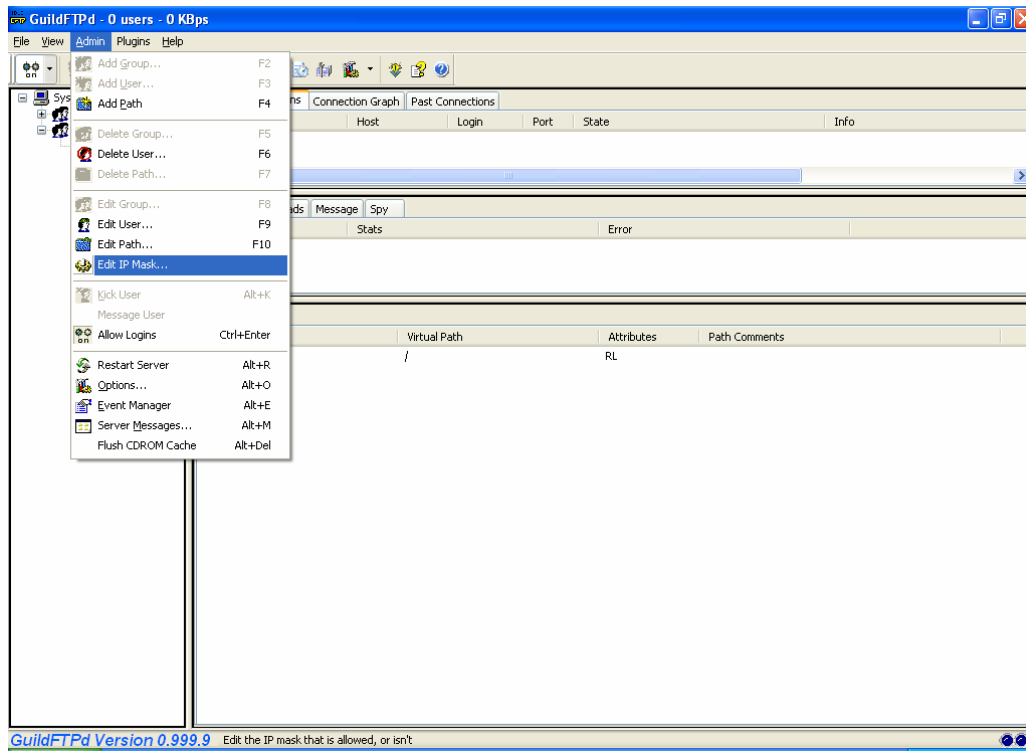 GuildFTPd - 0 users - 0 KBps
File View Admin Plugins Help
on
Add Group... F2
Add User... F3
Add Path F4
Delete Group... F5
Delete User... F6
Delete Path... F7
Edit Group... F8
Edit User... F9
Edit Path... F10
Edit IP Mask...
Kick User Alt+K
Message User
on Allow Logins Ctrl+Enter
Restart Server Alt+R
Options... Alt+O
Event Manager Alt+E
Server Messages... Alt+M
Flush CDROM Cache Alt+Del
Sys
ns Connection Graph Past Connections
Host Login Port State Info
ads Message Spy
Stats Error
Virtual Path Attributes Path Comments
/ RL
GuildFTPd Version 0.999.9 Edit the IP mask that is allowed, or isn't